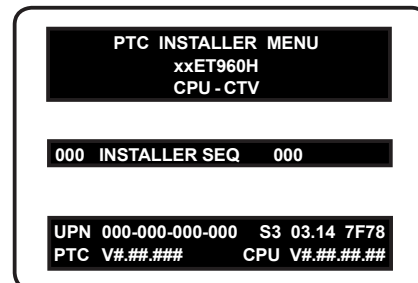 PTC INSTALLER MENU
xxET960H
CPU - CTV
000 INSTALLER SEQ 000
UPN 000-000-000-000 S3 03.14 7F78
PTC V#.##.### CPU V#.##.##.##